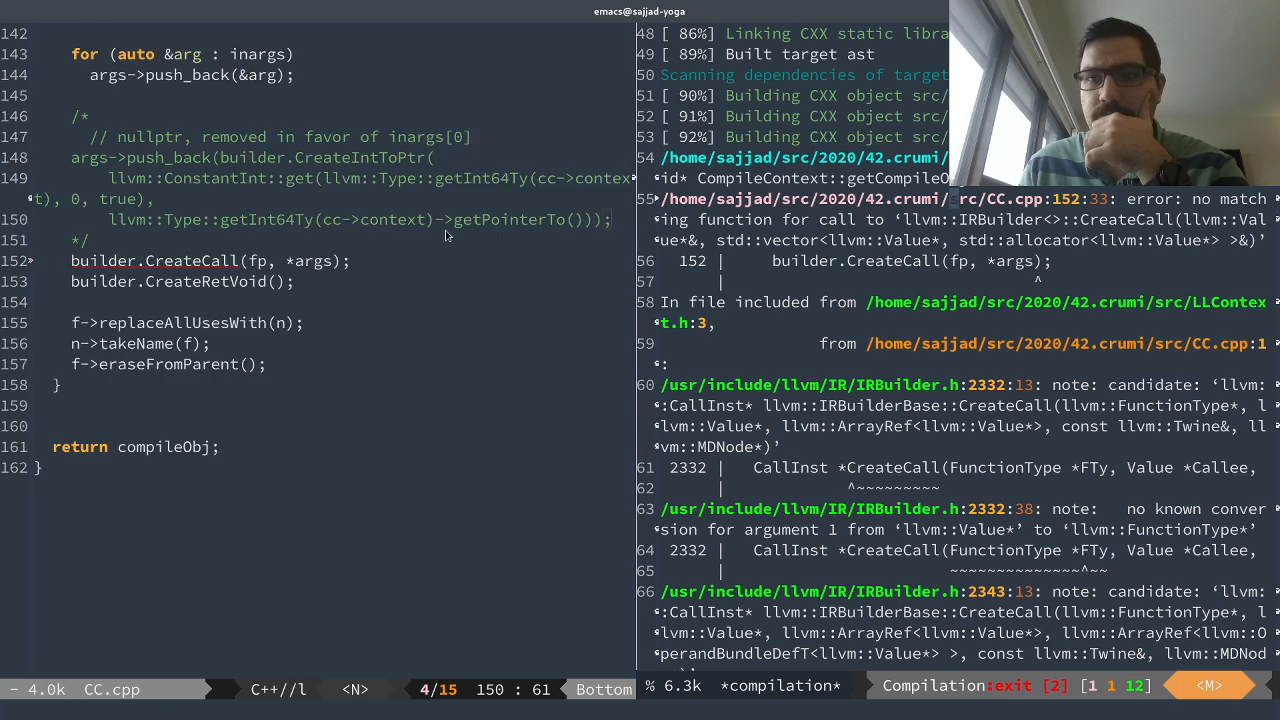 emacs@sajjad-yoga
142
143 for (auto &arg : inargs)
144 args->push_back(&arg);
145
146 /*
147 // nullptr, removed in favor of inargs[0]
148 args->push_back(builder.CreateIntToPtr(
149 llvm::ConstantInt::get(llvm::Type::getInt64Ty(cc->contex
t), 0, true),
150 llvm::Type::getInt64Ty(cc->context)->getPointerTo()));
151 */
152 builder.CreateCall(fp, *args);
153 builder.CreateRetVoid();
154
155 f->replaceAllUsesWith(n);
156 n->takeName(f);
157 f->eraseFromParent();
158 }
159
160
161 return compileObj;
162 }
- 4.0k CC.cpp C++//l <N> 4/15 150 : 61 Bottom
48 [ 86%] Linking CXX static libra
49 [ 89%] Built target ast
50 Scanning dependencies of target
51 [ 90%] Building CXX object src/
52 [ 91%] Building CXX object src/
53 [ 92%] Building CXX object src/
54 /home/sajjad/src/2020/42.crumi/
id* CompileContext::getCompileO
55 /home/sajjad/src/2020/42.crumi/src/CC.cpp:152:33: error: no match
ing function for call to ‘llvm::IRBuilder<>::CreateCall(llvm::Val
ue*&, std::vector<llvm::Value*, std::allocator<llvm::Value*> >&)’
56 152 | builder.CreateCall(fp, *args);
57 | ^
58 In file included from /home/sajjad/src/2020/42.crumi/src/LLContex
t.h:3,
59 from /home/sajjad/src/2020/42.crumi/src/CC.cpp:1
:
60 /usr/include/llvm/IR/IRBuilder.h:2332:13: note: candidate: ‘llvm:
:CallInst* llvm::IRBuilderBase::CreateCall(llvm::FunctionType*, l
lvm::Value*, llvm::ArrayRef<llvm::Value*>, const llvm::Twine&, ll
vm::MDNode*)’
61 2332 | CallInst *CreateCall(FunctionType *FTy, Value *Callee,
62 | ^~~~~~~~~~
63 /usr/include/llvm/IR/IRBuilder.h:2332:38: note: no known conver
sion for argument 1 from ‘llvm::Value*’ to ‘llvm::FunctionType*’
64 2332 | CallInst *CreateCall(FunctionType *FTy, Value *Callee,
65 | ~~~~~~~~~~~~~~^~~
66 /usr/include/llvm/IR/IRBuilder.h:2343:13: note: candidate: ‘llvm:
:CallInst* llvm::IRBuilderBase::CreateCall(llvm::FunctionType*, l
lvm::Value*, llvm::ArrayRef<llvm::Value*>, llvm::ArrayRef<llvm::O
perandBundleDefT<llvm::Value*> >, const llvm::Twine&, llvm::MDNod
% 6.3k *compilation* Compilation:exit [2] [1 1 12] <M>